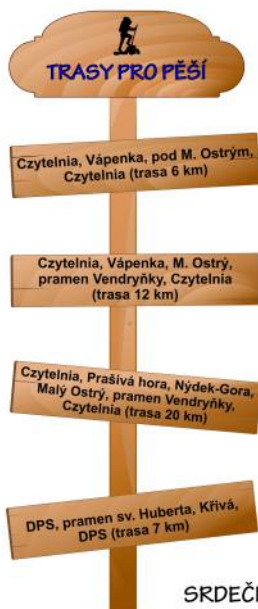 TRASY PRO PĚŠÍ
Czytelnia, Vápenka, pod M. Ostrým,
Czytelnia (trasa 6 km)
Czytelnia, Vápenka, M. Ostrý,
pramen Vendryňky, Czytelnia
(trasa 12 km)
Czytelnia, Prašivá hora, Nýdek-Gora,
Malý Ostrý, pramen Vendryňky,
Czytelnia (trasa 20 km)
DPS, pramen sv. Huberta, Křivá,
DPS (trasa 7 km)